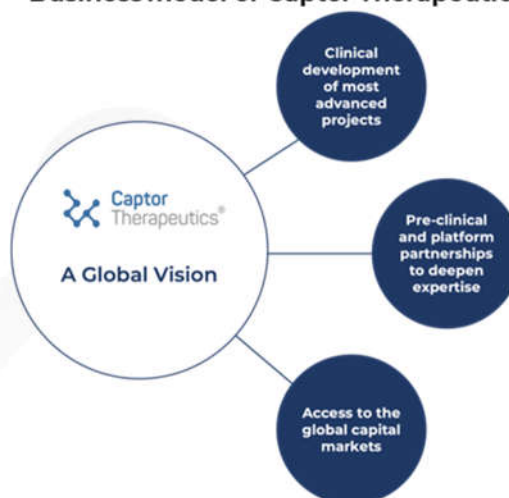 Clinical
development
of most
advanced
projects
Captor
Therapeutics®
A Global Vision
Pre-clinical
and platform
partnerships
to deepen
expertise
Access to the
global capital
markets